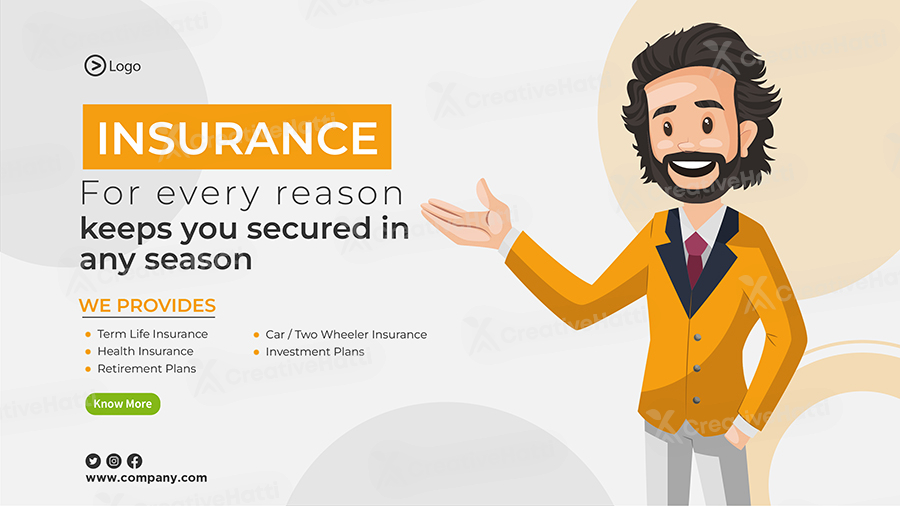 Logo
INSURANCE
For every reason
keeps you secured in
any season
WE PROVIDES
Term Life Insurance
Health Insurance
Retirement Plans
Car / Two Wheeler Insurance
Investment Plans
Know More
www.company.com
CreativeHatti